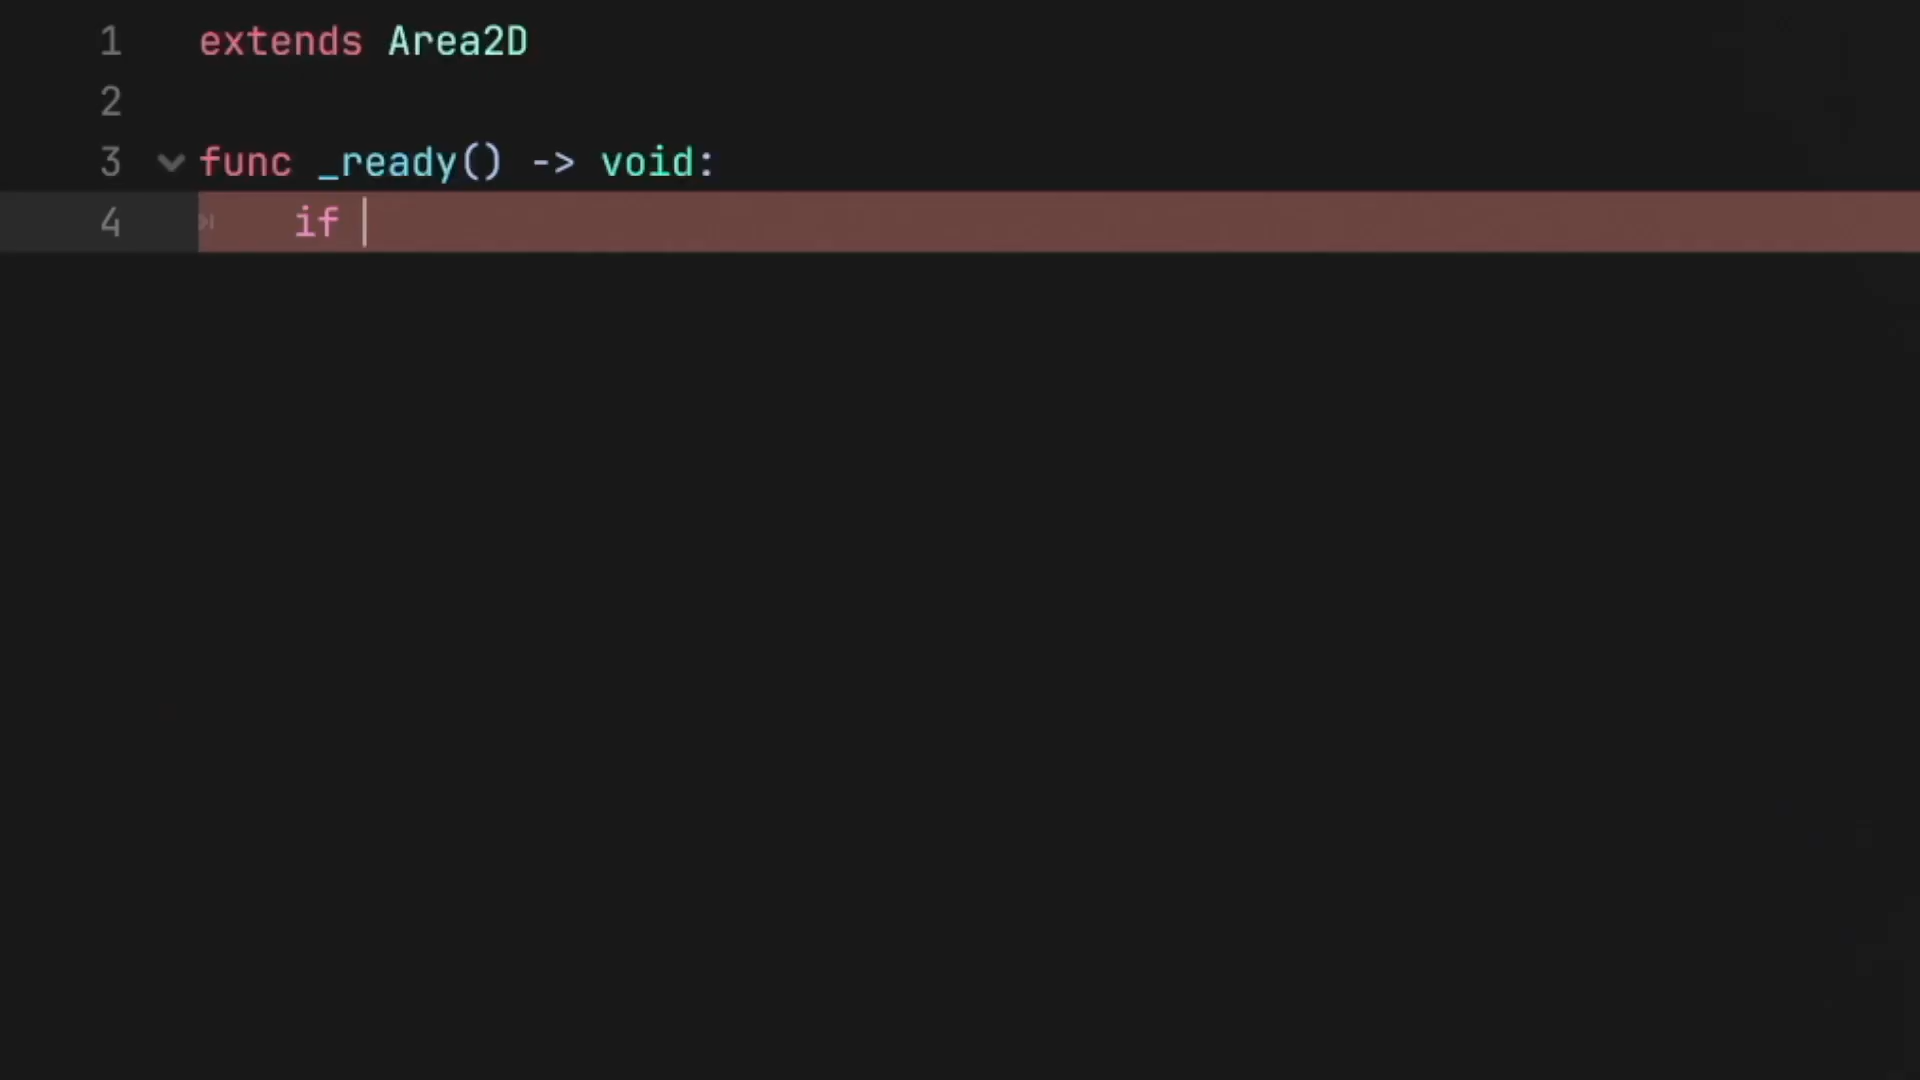 1 extends Area2D
2
3 func _ready() -> void:
4 if